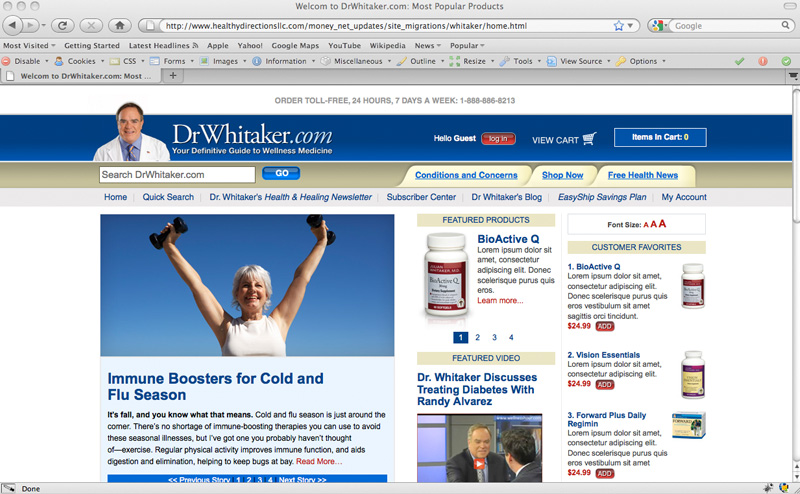 Welcom to DrWhitaker.com: Most Popular Products
http://www.healthydirectionsllc.com/money_net_updates/site_migrations/whitaker/home.html
Google
Most Visited Getting Started Latest Headlines Apple Yahoo! Google Maps YouTube Wikipedia News Popular
Disable Cookies CSS Forms Images Information Miscellaneous Outline Resize Tools View Source Options
Welcome to DrWhitaker.com: Most ...
ORDER TOLL-FREE, 24 HOURS, 7 DAYS A WEEK: 1-888-886-8213
DrWhitaker.com
Your Definitive Guide to Wellness Medicine
Hello Guest log in VIEW CART Items In Cart: 0
Search DrWhitaker.com GO
Conditions and Concerns Shop Now Free Health News
Home Quick Search Dr. Whitaker's Health & Healing Newsletter Subscriber Center Dr Whitaker's Blog EasyShip Savings Plan My Account
Immune Boosters for Cold and
Flu Season
It's fall, and you know what that means. Cold and flu season is just around the
corner. There's no shortage of immune-boosting therapies you can use to avoid
these seasonal illnesses, but I've got one you probably haven't thought
of—exercise. Regular physical activity improves immune function, and aids
digestion and elimination, helping to keep bugs at bay. Read More…
<< Previous Story 1 2 3 4 Next Story >>
FEATURED PRODUCTS
JULIAN
WHITAKER, M.D.
BioActive Q
BioActive Q
Lorem ipsum dolor sit
amet, consectetur
adipiscing elit. Donec
scelerisque purus quis
eros.
Learn more...
1 2 3 4
FEATURED VIDEO
Dr. Whitaker Discusses
Treating Diabetes With
Randy Alvarez
Font Size: A A A
CUSTOMER FAVORITES
1. BioActive Q
Lorem ipsum dolor sit amet,
consectetur adipiscing elit.
Donec scelerisque purus quis
eros vestibulum sit amet
sagittis orci tincidunt.
$24.99 ADD
2. Vision Essentials
Lorem ipsum dolor sit amet,
consectetur adipiscing elit.
$24.99 ADD
3. Forward Plus Daily
Regimin
Lorem ipsum dolor sit amet,
consectetur adipiscing elit.
Donec scelerisque purus quis
eros vestibulum sit amet.
$24.99 ADD
Done